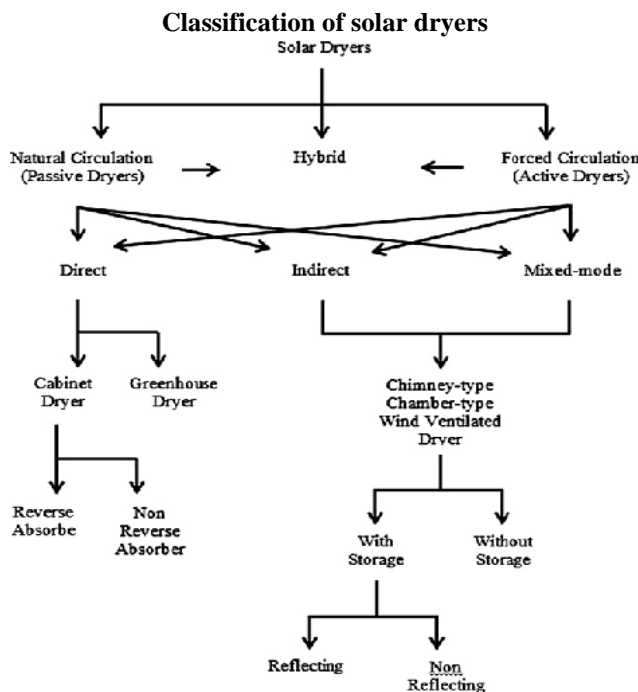 Classification of solar dryers
Solar Dryers
Natural Circulation
(Passive Dryers)
Hybrid
Forced Circulation
(Active Dryers)
Direct
Indirect
Mixed-mode
Cabinet
Dryer
Greenhouse
Dryer
Chimney-type
Chamber-type
Wind Ventilated
Dryer
Reverse
Absorbe
Non
Reverse
Absorber
With
Storage
Without
Storage
Reflecting
Non
Reflecting